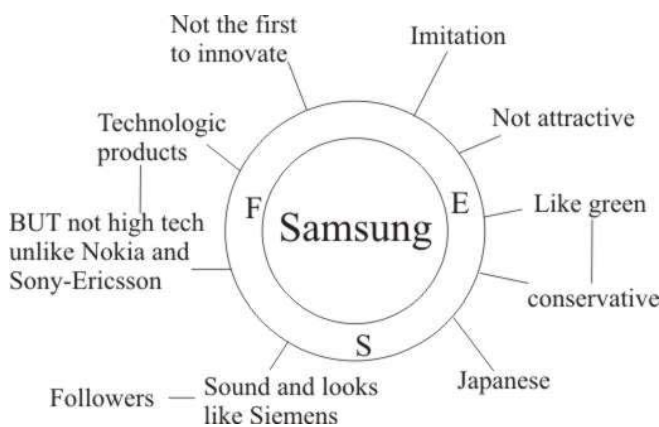 Not the first
to innovate
Imitation
Technologic
products
Not attractive
BUT not high tech
unlike Nokia and
Sony-Ericsson
F
Samsung
E
Like green
conservative
S
Japanese
Followers
Sound and looks
like Siemens